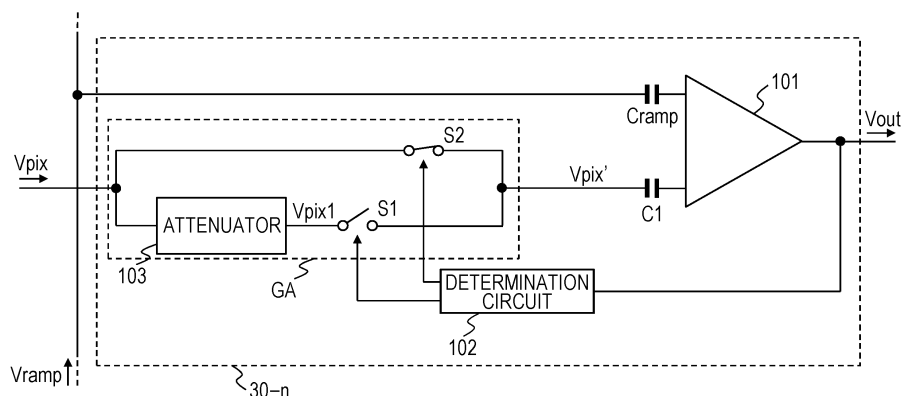 101
Vout
Cramp
S2
Vpix
Vpix'
ATTENUATOR
Vpix1
S1
C1
103
GA
DETERMINATION
CIRCUIT
102
Vramp
30-n